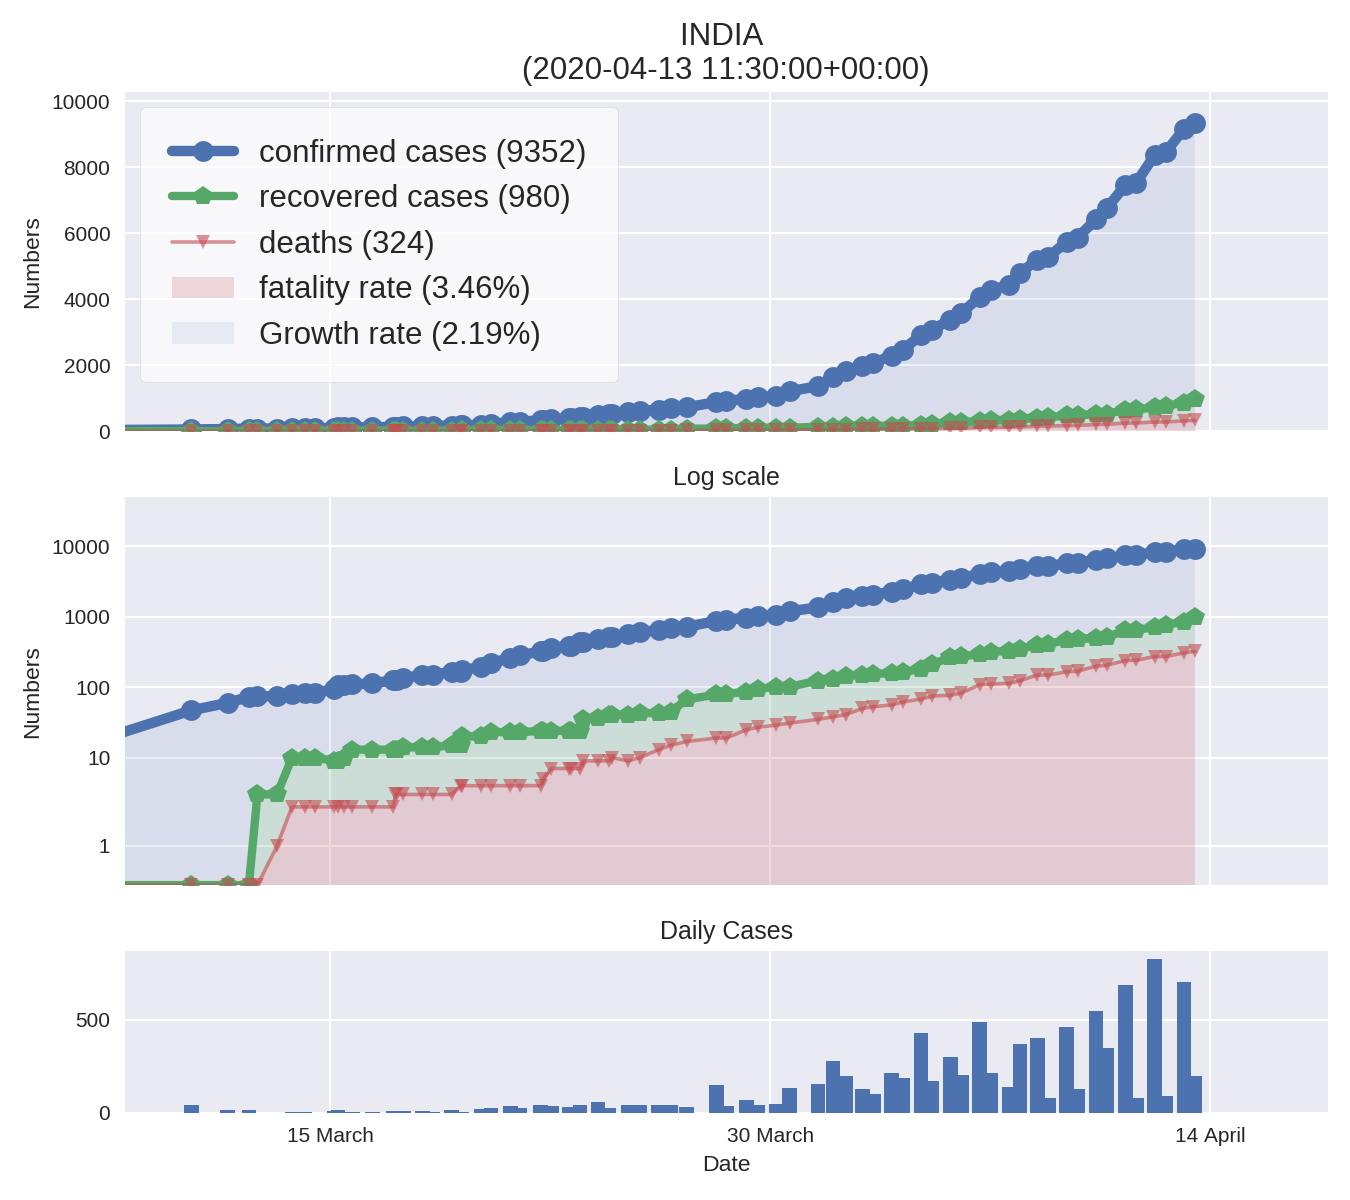 INDIA
(2020-04-13 11:30:00+00:00)
Numbers
10000
8000
6000
4000
2000
0
confirmed cases (9352)
recovered cases (980)
deaths (324)
fatality rate (3.46%)
Growth rate (2.19%)
Log scale
Numbers
10000
1000
100
10
1
Daily Cases
500
0
15 March
30 March
14 April
Date